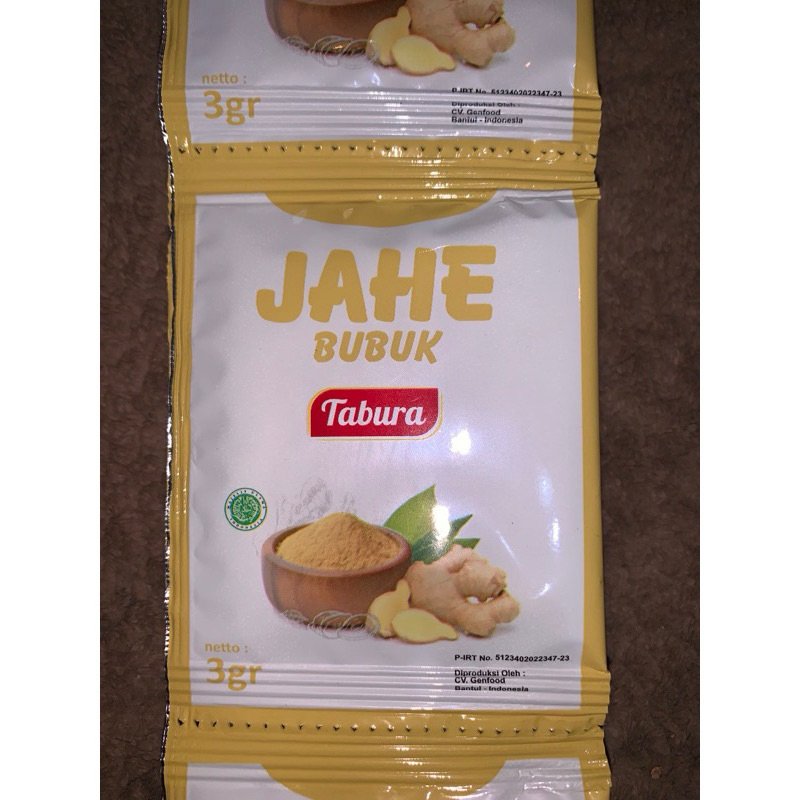 netto :
3gr
P-IRT No. 5123402022347-23
Diproduksi Oleh :
CV. Genfood
Bantul - Indonesia
JAHE
BUBUK
Tabura
netto :
3gr
P-IRT No. 5123402022347-23
Diproduksi Oleh :
CV. Genfood
Bantul - Indonesia